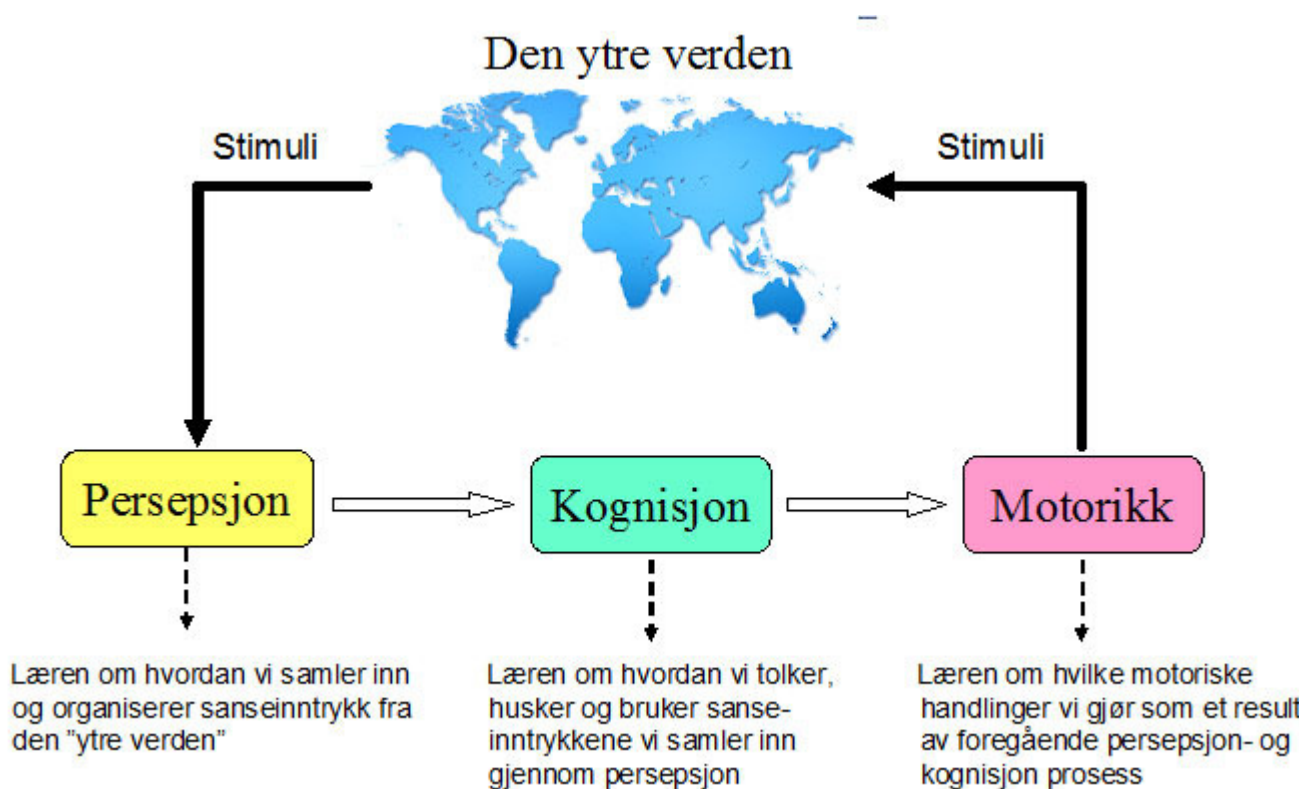 Den ytre verden
Stimuli
Stimuli
Persepsjon
Kognisjon
Motorikk
Læren om hvordan vi samler inn
og organiserer sanseinntrykk fra
den ”ytre verden”
Læren om hvordan vi tolker,
husker og bruker sanse-
inntrykkene vi samler inn
gjennom persepsjon
Læren om hvilke motoriske
handlinger vi gjør som et result
av foregående persepsjon- og
kognisjon prosess